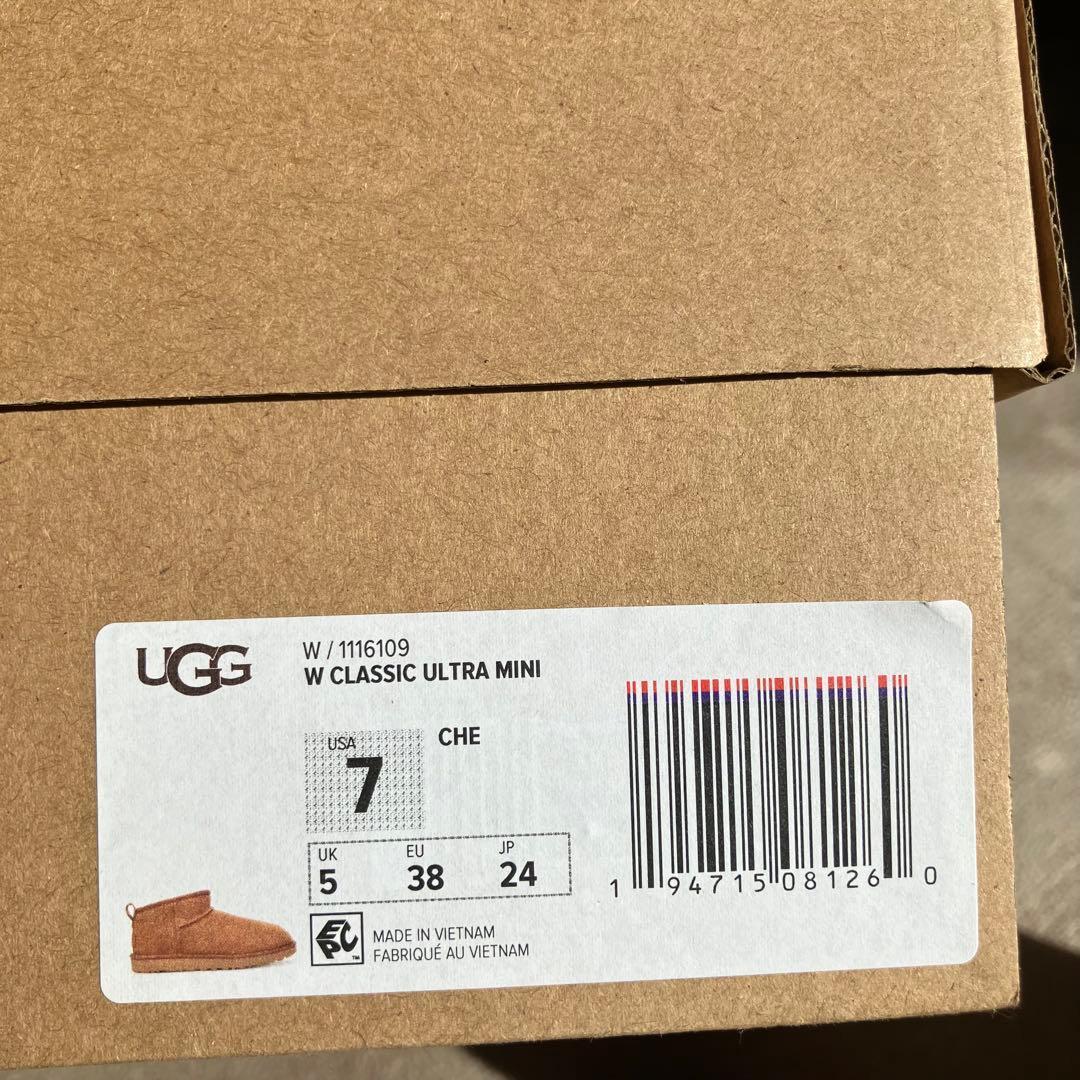 UGG
W / 1116109
W CLASSIC ULTRA MINI
USA
7
CHE
UK EU JP
5 38 24
EPC™
MADE IN VIETNAM
FABRIQUÉ AU VIETNAM
1 94715 08126 0